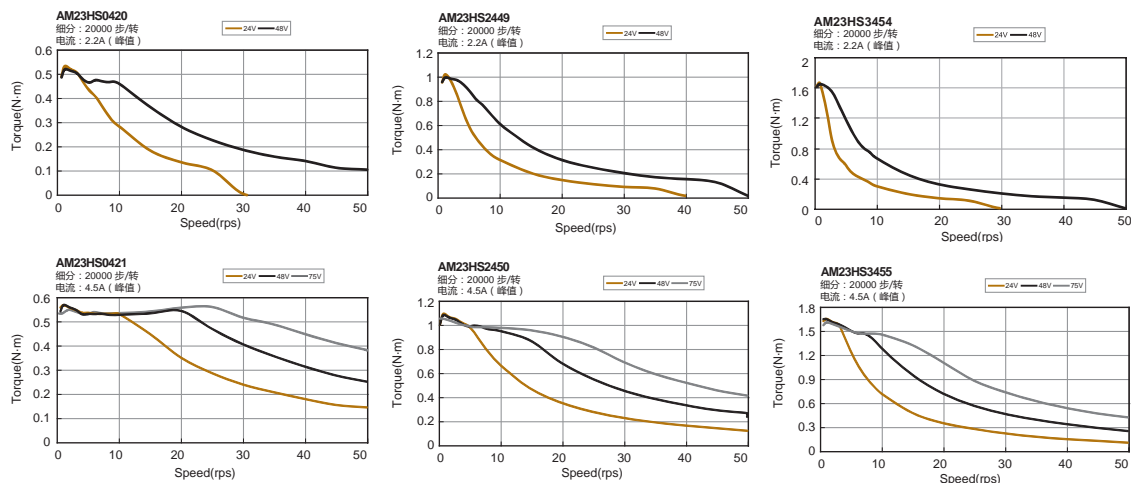 AM23HS0420
细分：20000 步/转
电流：2.2A（峰值）
24V 48V
0.6
0.5
0.4
0.3
0.2
0.1
0
Torque(N·m)
0 10 20 30 40 50
Speed(rps)
AM23HS2449
细分：20000 步/转
电流：2.2A（峰值）
24V 48V
1.2
1
0.8
0.6
0.4
0.2
0
Torque(N·m)
0 10 20 30 40 50
Speed(rps)
AM23HS3454
细分：20000 步/转
电流：2.2A（峰值）
24V 48V
2
1.6
1.2
0.8
0.4
0
Torque(N·m)
0 10 20 30 40 50
Speed(rps)
AM23HS0421
细分：20000 步/转
电流：4.5A（峰值）
24V 48V 75V
0.6
0.5
0.4
0.3
0.2
0.1
0
Torque(N·m)
0 10 20 30 40 50
Speed(rps)
AM23HS2450
细分：20000 步/转
电流：4.5A（峰值）
24V 48V 75V
1.2
1
0.8
0.6
0.4
0.2
0
Torque(N·m)
0 10 20 30 40 50
Speed(rps)
AM23HS3455
细分：20000 步/转
电流：4.5A（峰值）
24V 48V 75V
1.8
1.5
1.2
0.9
0.6
0.3
0
Torque(N·m)
0 10 20 30 40 50
Speed(rps)